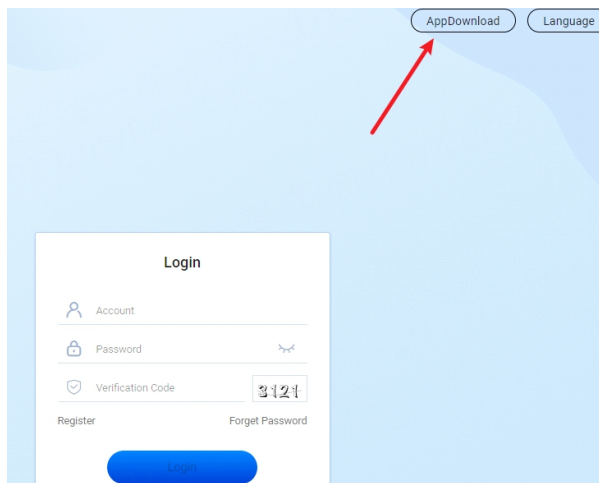 AppDownload
Language
Login
Account
Password
Verification Code
3121
Register
Forget Password
Login